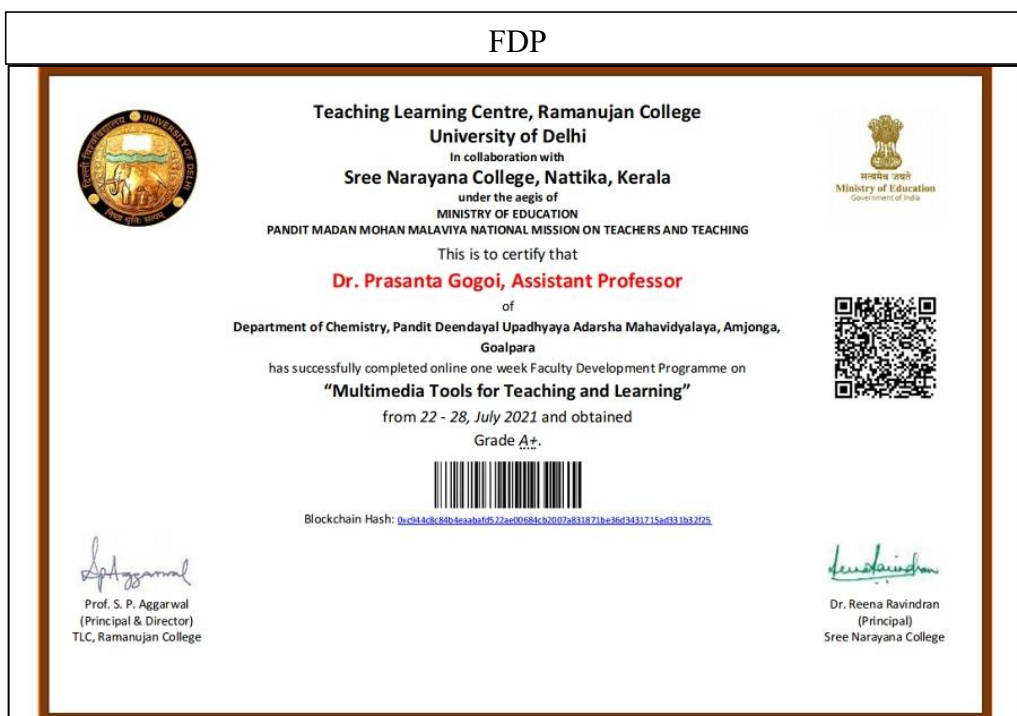 FDP
Teaching Learning Centre, Ramanujan College
University of Delhi
In collaboration with
Sree Narayana College, Nattika, Kerala
under the aegis of
MINISTRY OF EDUCATION
PANDIT MADAN MOHAN MALAVIYA NATIONAL MISSION ON TEACHERS AND TEACHING
सत्यमेव जयते
Ministry of Education
Government of India
This is to certify that
Dr. Prasanta Gogoi, Assistant Professor
of
Department of Chemistry, Pandit Deendayal Upadhyaya Adarsha Mahavidyalaya, Amjonga,
Goalpara
has successfully completed online one week Faculty Development Programme on
“Multimedia Tools for Teaching and Learning”
from 22 - 28, July 2021 and obtained
Grade A+.
Blockchain Hash:
Prof. S. P. Aggarwal
(Principal & Director)
TLC, Ramanujan College
Dr. Reena Ravindran
(Principal)
Sree Narayana College